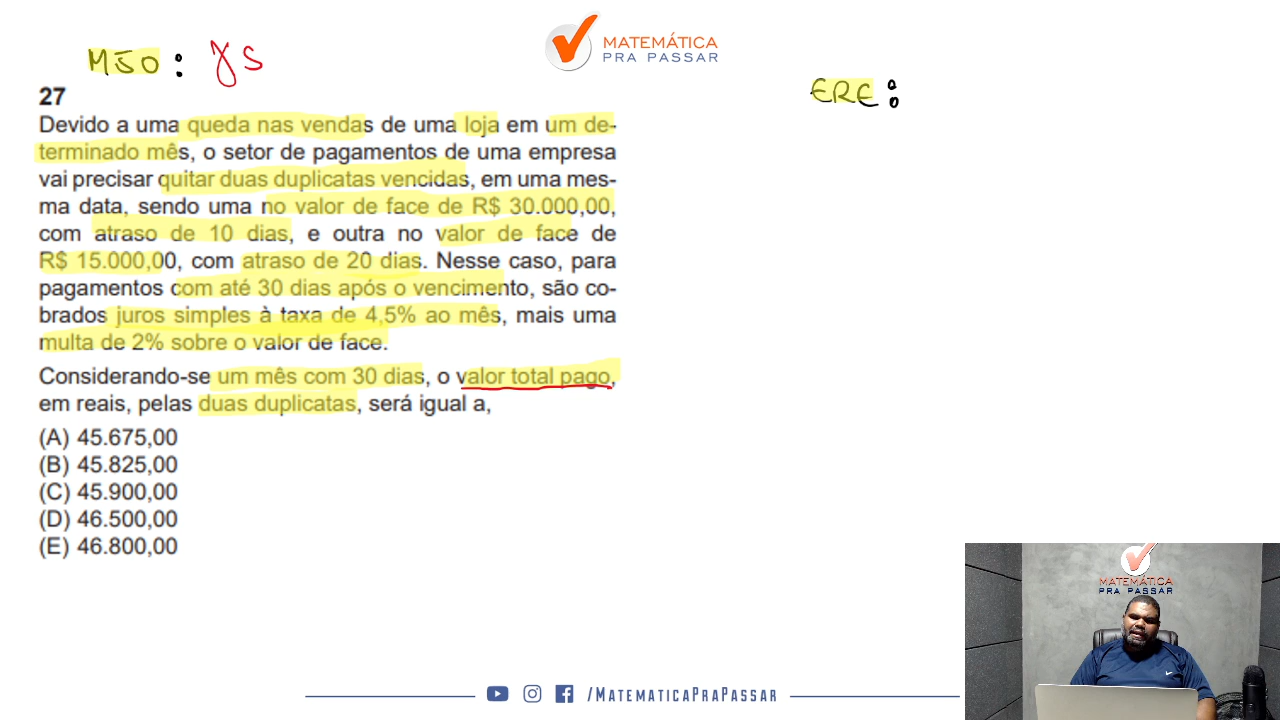 MJO : JS
MATEMÁTICA
PRA PASSAR
ERE :
27
Devido a uma queda nas vendas de uma loja em um de-
terminado mês, o setor de pagamentos de uma empresa
vai precisar quitar duas duplicatas vencidas, em uma mes-
ma data, sendo uma no valor de face de R$ 30.000,00,
com atraso de 10 dias, e outra no valor de face de
R$ 15.000,00, com atraso de 20 dias. Nesse caso, para
pagamentos com até 30 dias após o vencimento, são co-
brados juros simples à taxa de 4,5% ao mês, mais uma
multa de 2% sobre o valor de face.
Considerando-se um mês com 30 dias, o valor total pago,
em reais, pelas duas duplicatas, será igual a,
(A) 45.675,00
(B) 45.825,00
(C) 45.900,00
(D) 46.500,00
(E) 46.800,00
MATEMÁTICA
PRA PASSAR
/MATEMATICAPRAPASSAR